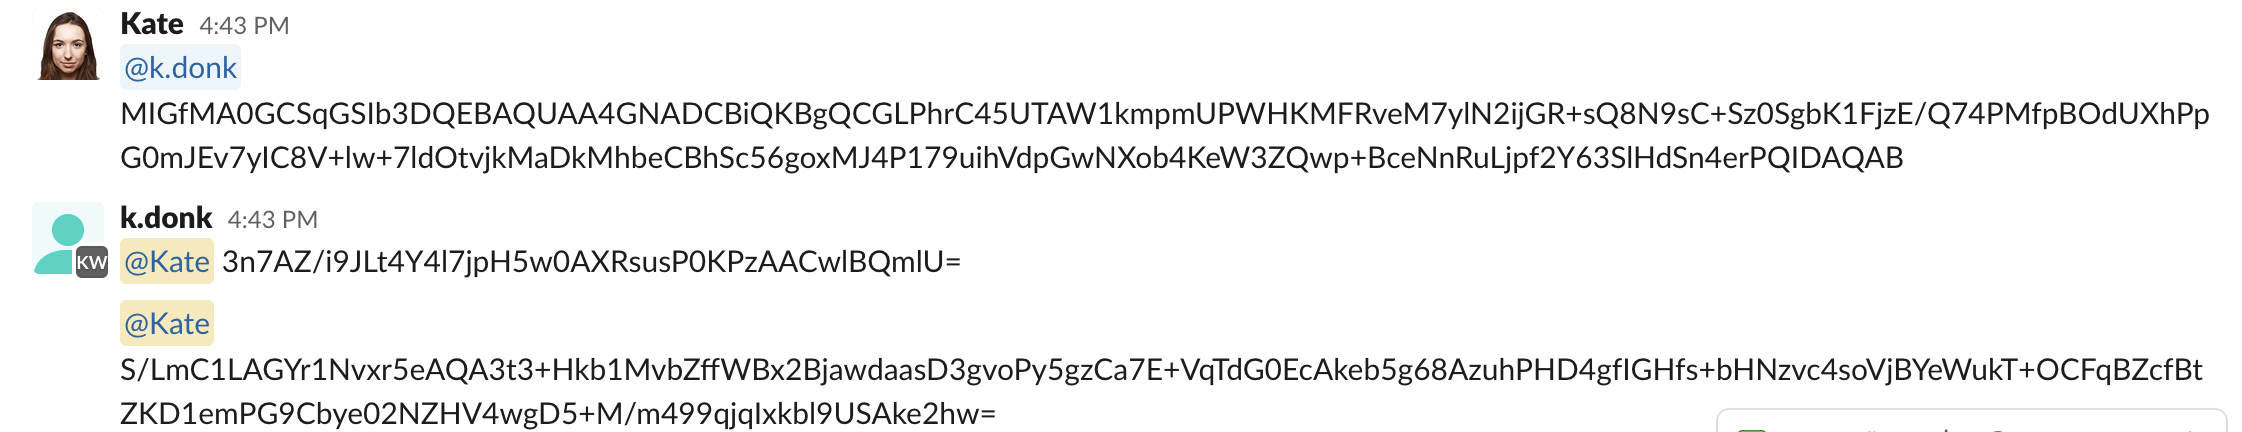 Kate 4:43 PM
@k.donk
MIGfMA0GCSqGSIb3DQEBAQUAA4GNADCBiQKBgQCGLPhrC45UTAW1kmpmUPWHKMFRveM7ylN2ijGR+sQ8N9sC+Sz0SgbK1FjzE/Q74PMfpBOdUXhPp
G0mJEv7yIC8V+lw+7ldOtvjkMaDkMhbeCBhSc56goxMJ4P179uihVdpGwNXob4KeW3ZQwp+BceNnRuLjpf2Y63SlHdSn4erPQIDAQAB
k.donk 4:43 PM
KW
@Kate 3n7AZ/i9JLt4Y4l7jpH5w0AXRsusP0KPzAACwlBQmlU=
@Kate
S/LmC1LAGYr1Nvxr5eAQA3t3+Hkb1MvbZffWBx2BjawdaasD3gvoPy5gzCa7E+VqTdG0EcAkeb5g68AzuhPHD4gfIGHfs+bHNzvc4soVjBYeWukT+OCFqBZcfBt
ZKD1emPG9Cbye02NZHV4wgD5+M/m499qjqIxkbl9USAke2hw=